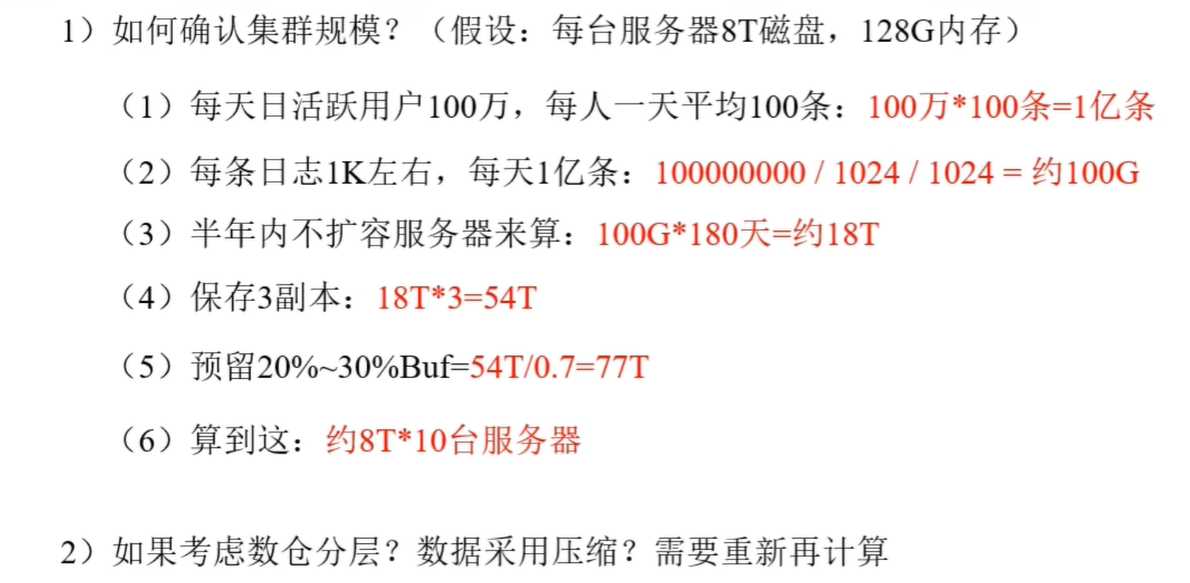 1）如何确认集群规模？（假设：每台服务器8T磁盘，128G内存）
（1）每天日活跃用户100万，每人一天平均100条：100万*100条=1亿条
（2）每条日志1K左右，每天1亿条：100000000 / 1024 / 1024 = 约100G
（3）半年内不扩容服务器来算：100G*180天=约18T
（4）保存3副本：18T*3=54T
（5）预留20%~30%Buf=54T/0.7=77T
（6）算到这：约8T*10台服务器
2）如果考虑数仓分层？数据采用压缩？需要重新再计算